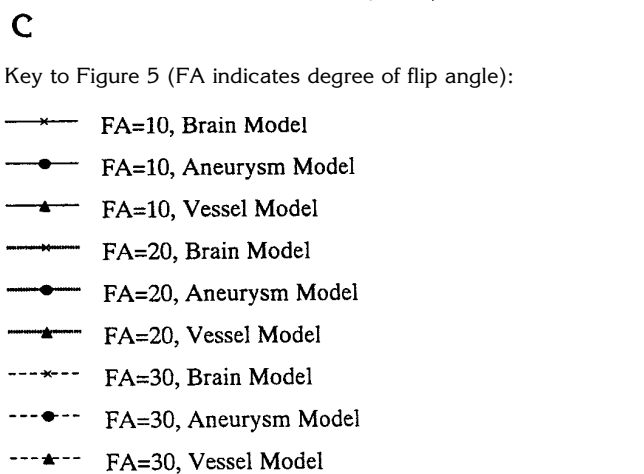 C
Key to Figure 5 (FA indicates degree of flip angle):
FA=10, Brain Model
FA=10, Aneurysm Model
FA=10, Vessel Model
FA=20, Brain Model
FA=20, Aneurysm Model
FA=20, Vessel Model
FA=30, Brain Model
FA=30, Aneurysm Model
FA=30, Vessel Model